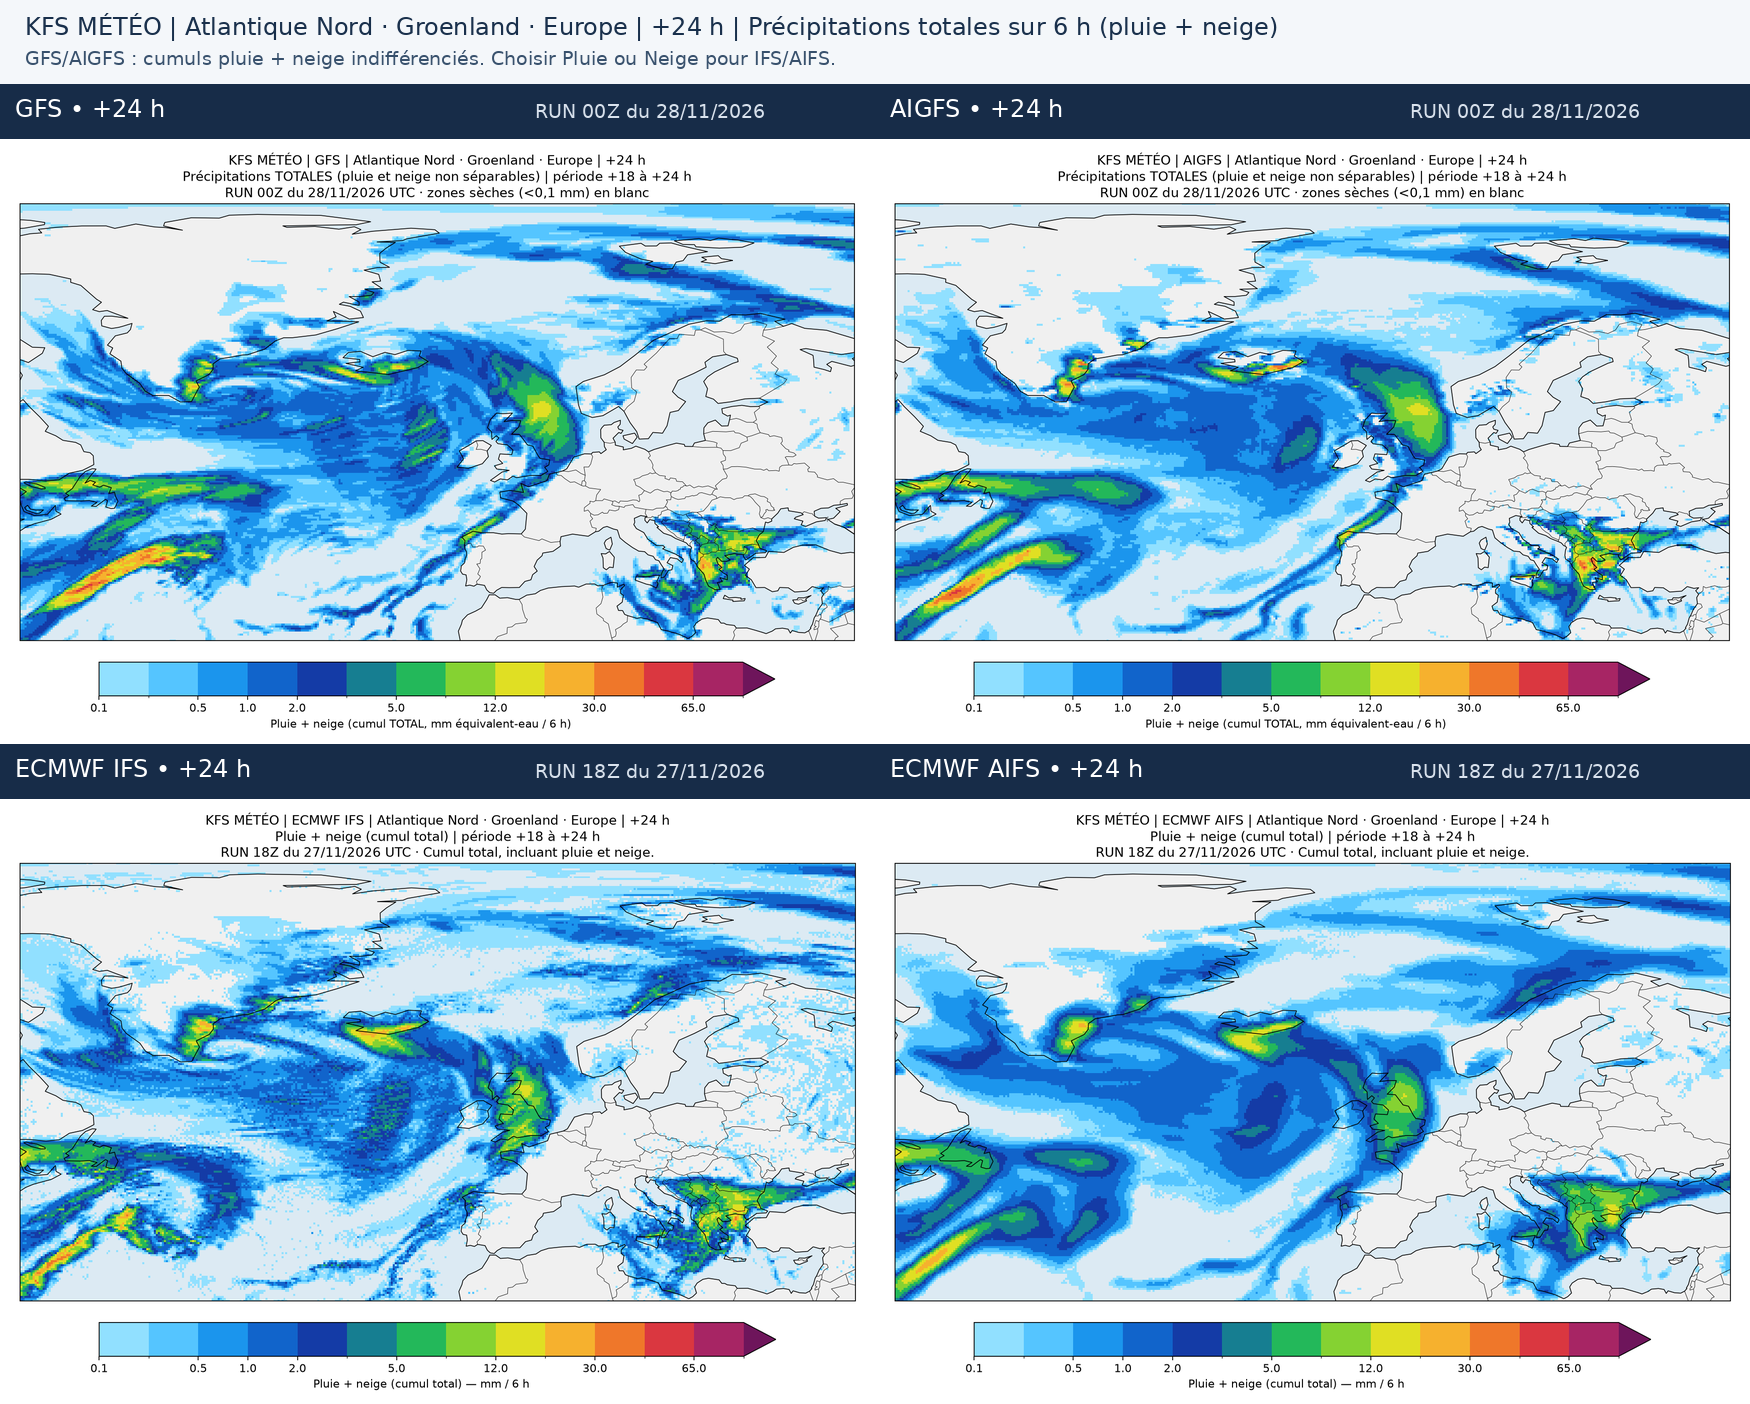 KFS MÉTÉO | Atlantique Nord · Groenland · Europe | +24 h | Précipitations totales sur 6 h (pluie + neige)
GFS/AIGFS : cumuls pluie + neige indifférenciés. Choisir Pluie ou Neige pour IFS/AIFS.
GFS • +24 h RUN 00Z du 28/11/2026
KFS MÉTÉO | GFS | Atlantique Nord · Groenland · Europe | +24 h
Précipitations TOTALES (pluie et neige non séparables) | période +18 à +24 h
RUN 00Z du 28/11/2026 UTC · zones sèches (<0,1 mm) en blanc
0.1 0.5 1.0 2.0 5.0 12.0 30.0 65.0
Pluie + neige (cumul TOTAL, mm équivalent-eau / 6 h)
AIGFS • +24 h RUN 00Z du 28/11/2026
KFS MÉTÉO | AIGFS | Atlantique Nord · Groenland · Europe | +24 h
Précipitations TOTALES (pluie et neige non séparables) | période +18 à +24 h
RUN 00Z du 28/11/2026 UTC · zones sèches (<0,1 mm) en blanc
0.1 0.5 1.0 2.0 5.0 12.0 30.0 65.0
Pluie + neige (cumul TOTAL, mm équivalent-eau / 6 h)
ECMWF IFS • +24 h RUN 18Z du 27/11/2026
KFS MÉTÉO | ECMWF IFS | Atlantique Nord · Groenland · Europe | +24 h
Pluie + neige (cumul total) | période +18 à +24 h
RUN 18Z du 27/11/2026 UTC · Cumul total, incluant pluie et neige.
0.1 0.5 1.0 2.0 5.0 12.0 30.0 65.0
Pluie + neige (cumul total) — mm / 6 h
ECMWF AIFS • +24 h RUN 18Z du 27/11/2026
KFS MÉTÉO | ECMWF AIFS | Atlantique Nord · Groenland · Europe | +24 h
Pluie + neige (cumul total) | période +18 à +24 h
RUN 18Z du 27/11/2026 UTC · Cumul total, incluant pluie et neige.
0.1 0.5 1.0 2.0 5.0 12.0 30.0 65.0
Pluie + neige (cumul total) — mm / 6 h